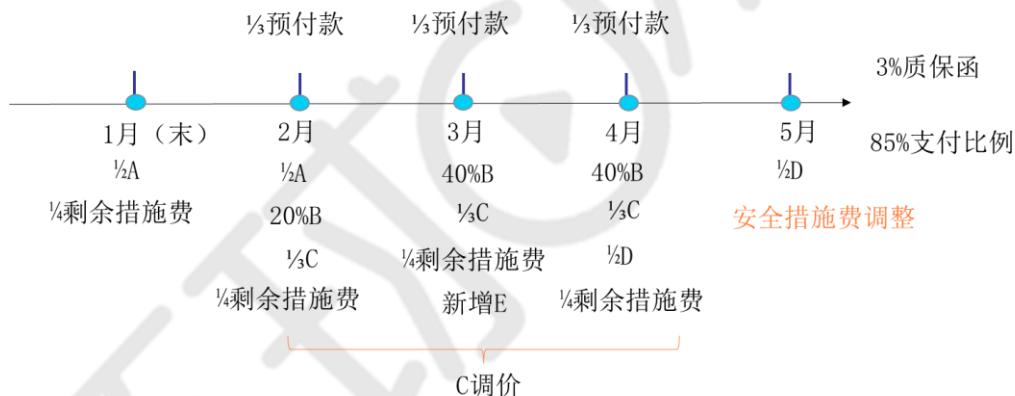 ⅓预付款 ⅓预付款 ⅓预付款
3%质保函
1月（末） 2月 3月 4月 5月
85%支付比例
½A ½A 40%B 40%B ½D
¼剩余措施费 20%B ⅓C ⅓C 安全措施费调整
⅓C ¼剩余措施费 ½D
¼剩余措施费 新增E ¼剩余措施费
C调价